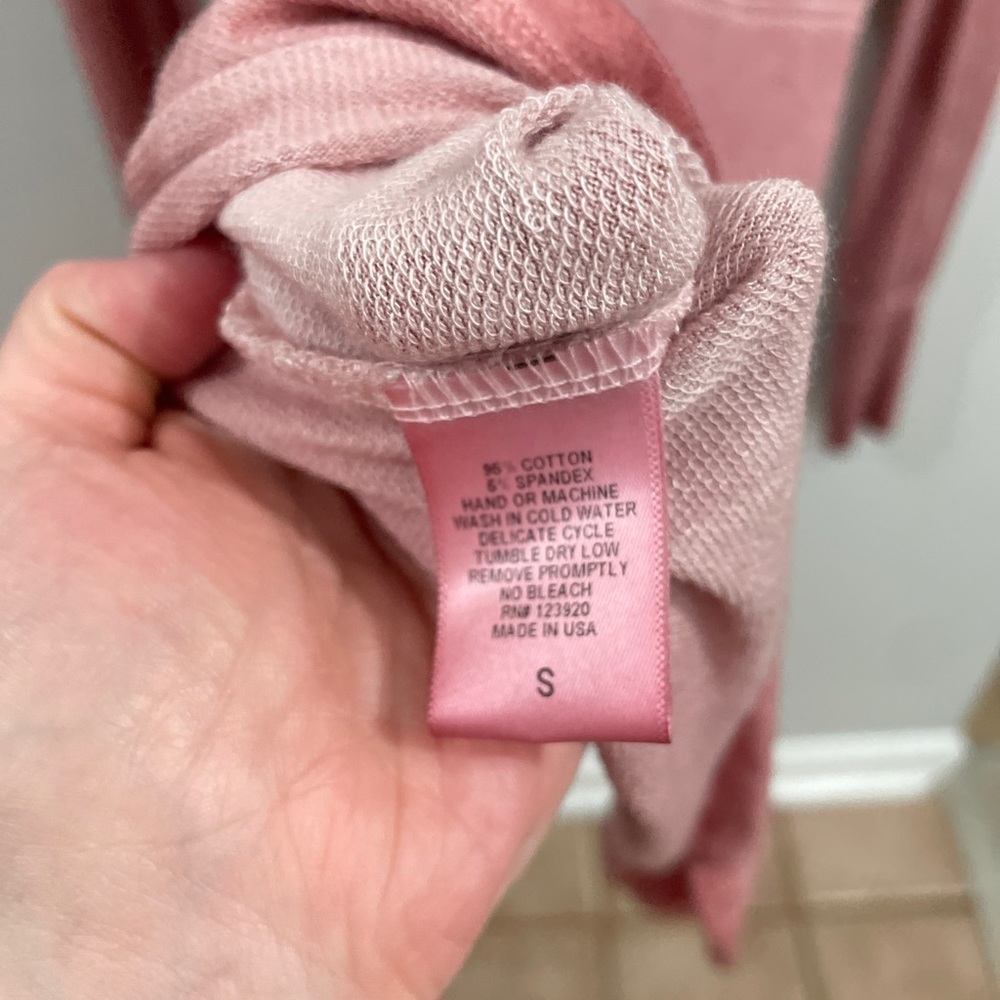 95% COTTON
6% SPANDEX
HAND OR MACHINE
WASH IN COLD WATER
DELICATE CYCLE
TUMBLE DRY LOW
REMOVE PROMPTLY
NO BLEACH
RN# 123920
MADE IN USA
S